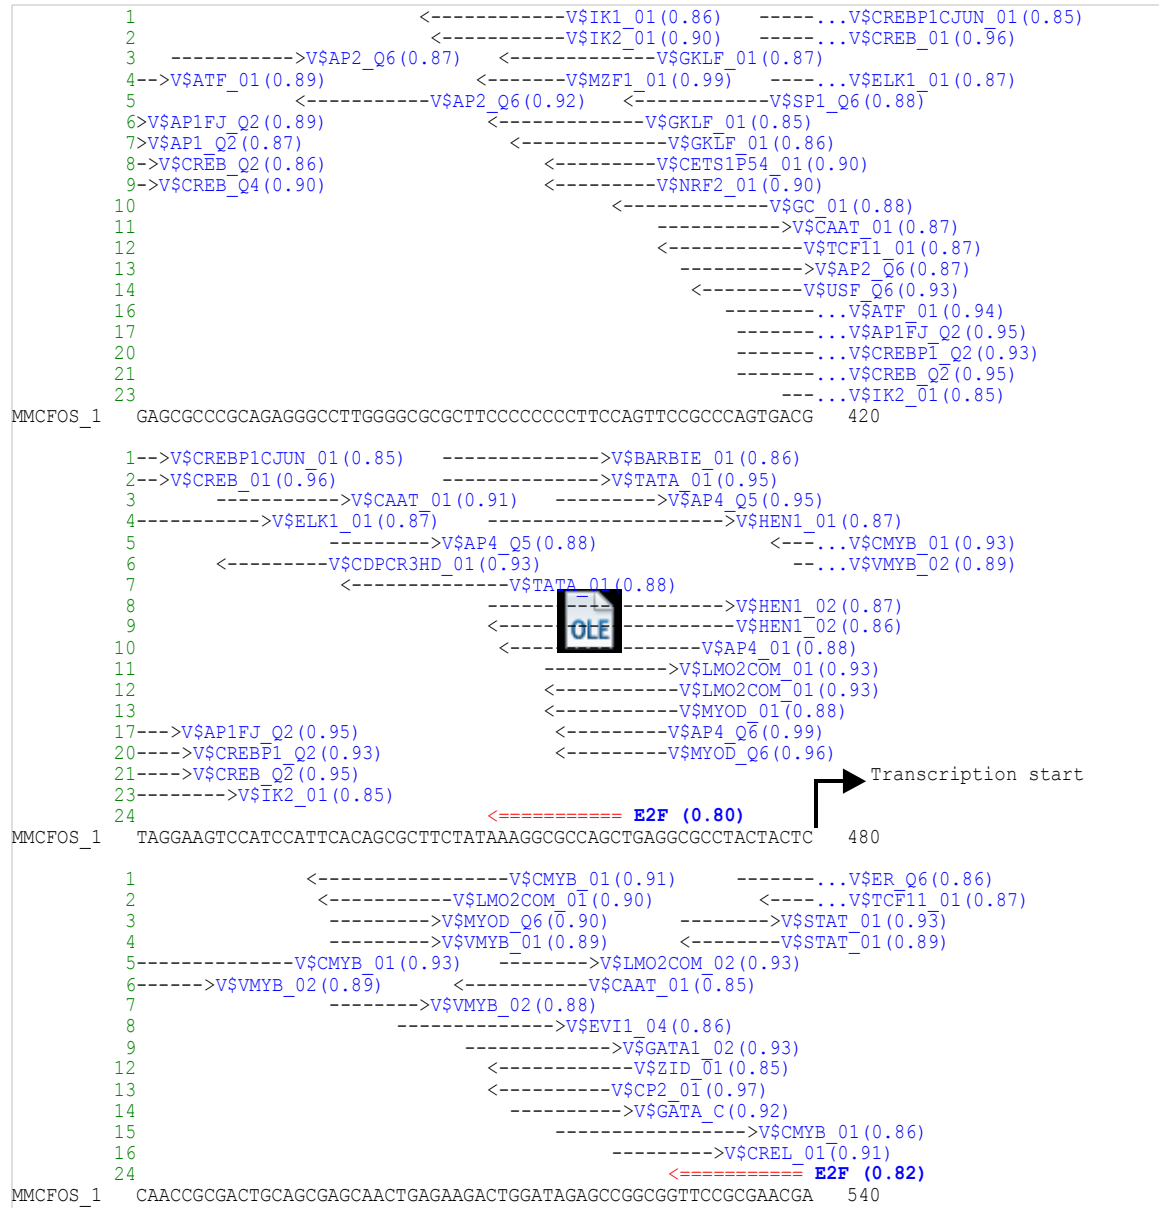 1 <------------V$IK1_01(0.86) -----...V$CREBP1CJUN_01(0.85)
2 <-----------V$IK2_01(0.90) -----...V$CREB_01(0.96)
3 ----------->V$AP2_Q6(0.87) <-------------V$GKLF_01(0.87)
4-->V$ATF_01(0.89) <-------V$MZF1_01(0.99) ----...V$ELK1_01(0.87)
5 <-----------V$AP2_Q6(0.92) <------------V$SP1_Q6(0.88)
6>V$AP1FJ_Q2(0.89) <-------------V$GKLF_01(0.85)
7>V$AP1_Q2(0.87) <-------------V$GKLF_01(0.86)
8->V$CREB_Q2(0.86) <---------V$CETS1P54_01(0.90)
9->V$CREB_Q4(0.90) <---------V$NRF2_01(0.90)
10 <-------------V$GC_01(0.88)
11 ----------->V$CAAT_01(0.87)
12 <------------V$TCF11_01(0.87)
13 ----------->V$AP2_Q6(0.87)
14 <---------V$USF_Q6(0.93)
16 --------...V$ATF_01(0.94)
17 -------...V$AP1FJ_Q2(0.95)
20 -------...V$CREBP1_Q2(0.93)
21 -------...V$CREB_Q2(0.95)
23 ---...V$IK2_01(0.85)
MMCFOS_1 GAGCGCCCGCAGAGGGCCTTGGGGCGCGCTTCCCCCCCCTTCCAGTTCCGCCCAGTGACG 420
1-->V$CREBP1CJUN_01(0.85) -------------->V$BARBIE_01(0.86)
2-->V$CREB_01(0.96) -------------->V$TATA_01(0.95)
3 ----------->V$CAAT_01(0.91) --------->V$AP4_Q5(0.95)
4----------->V$ELK1_01(0.87) --------------------->V$HEN1_01(0.87)
5 --------->V$AP4_Q5(0.88) <---...V$CMYB_01(0.93)
6 <---------V$CDPCR3HD_01(0.93) --...V$VMYB_02(0.89)
7 <--------------V$TATA_01(0.88)
8 --------------------->V$HEN1_02(0.87)
OLE
9 <---------------------V$HEN1_02(0.86)
10 <-----------------V$AP4_01(0.88)
11 ----------->V$LMO2COM_01(0.93)
12 <-----------V$LMO2COM_01(0.93)
13 <-----------V$MYOD_01(0.88)
17--->V$AP1FJ_Q2(0.95) <---------V$AP4_Q6(0.99)
20---->V$CREBP1_Q2(0.93) <---------V$MYOD_Q6(0.96)
21---->V$CREB_Q2(0.95) Transcription start
23-------->V$IK2_01(0.85)
24 <=========== E2F (0.80)
MMCFOS_1 TAGGAAGTCCATCCATTCACAGCGCTTCTATAAAGGCGCCAGCTGAGGCGCCTACTACTC 480
1 <-----------------V$CMYB_01(0.91) -------...V$ER_Q6(0.86)
2 <-----------V$LMO2COM_01(0.90) <----...V$TCF11_01(0.87)
3 --------->V$MYOD_Q6(0.90) -------->V$STAT_01(0.93)
4 --------->V$VMYB_01(0.89) <--------V$STAT_01(0.89)
5--------------V$CMYB_01(0.93) -------->V$LMO2COM_02(0.93)
6------>V$VMYB_02(0.89) <-----------V$CAAT_01(0.85)
7 -------->V$VMYB_02(0.88)
8 -------------->V$EVI1_04(0.86)
9 ------------->V$GATA1_02(0.93)
12 <------------V$ZID_01(0.85)
13 <----------V$CP2_01(0.97)
14 ---------->V$GATA_C(0.92)
15 ----------------->V$CMYB_01(0.86)
16 --------->V$CREL_01(0.91)
24 <=========== E2F (0.82)
MMCFOS_1 CAACCGCGACTGCAGCGAGCAACTGAGAAGACTGGATAGAGCCGGCGGTTCCGCGAACGA 540